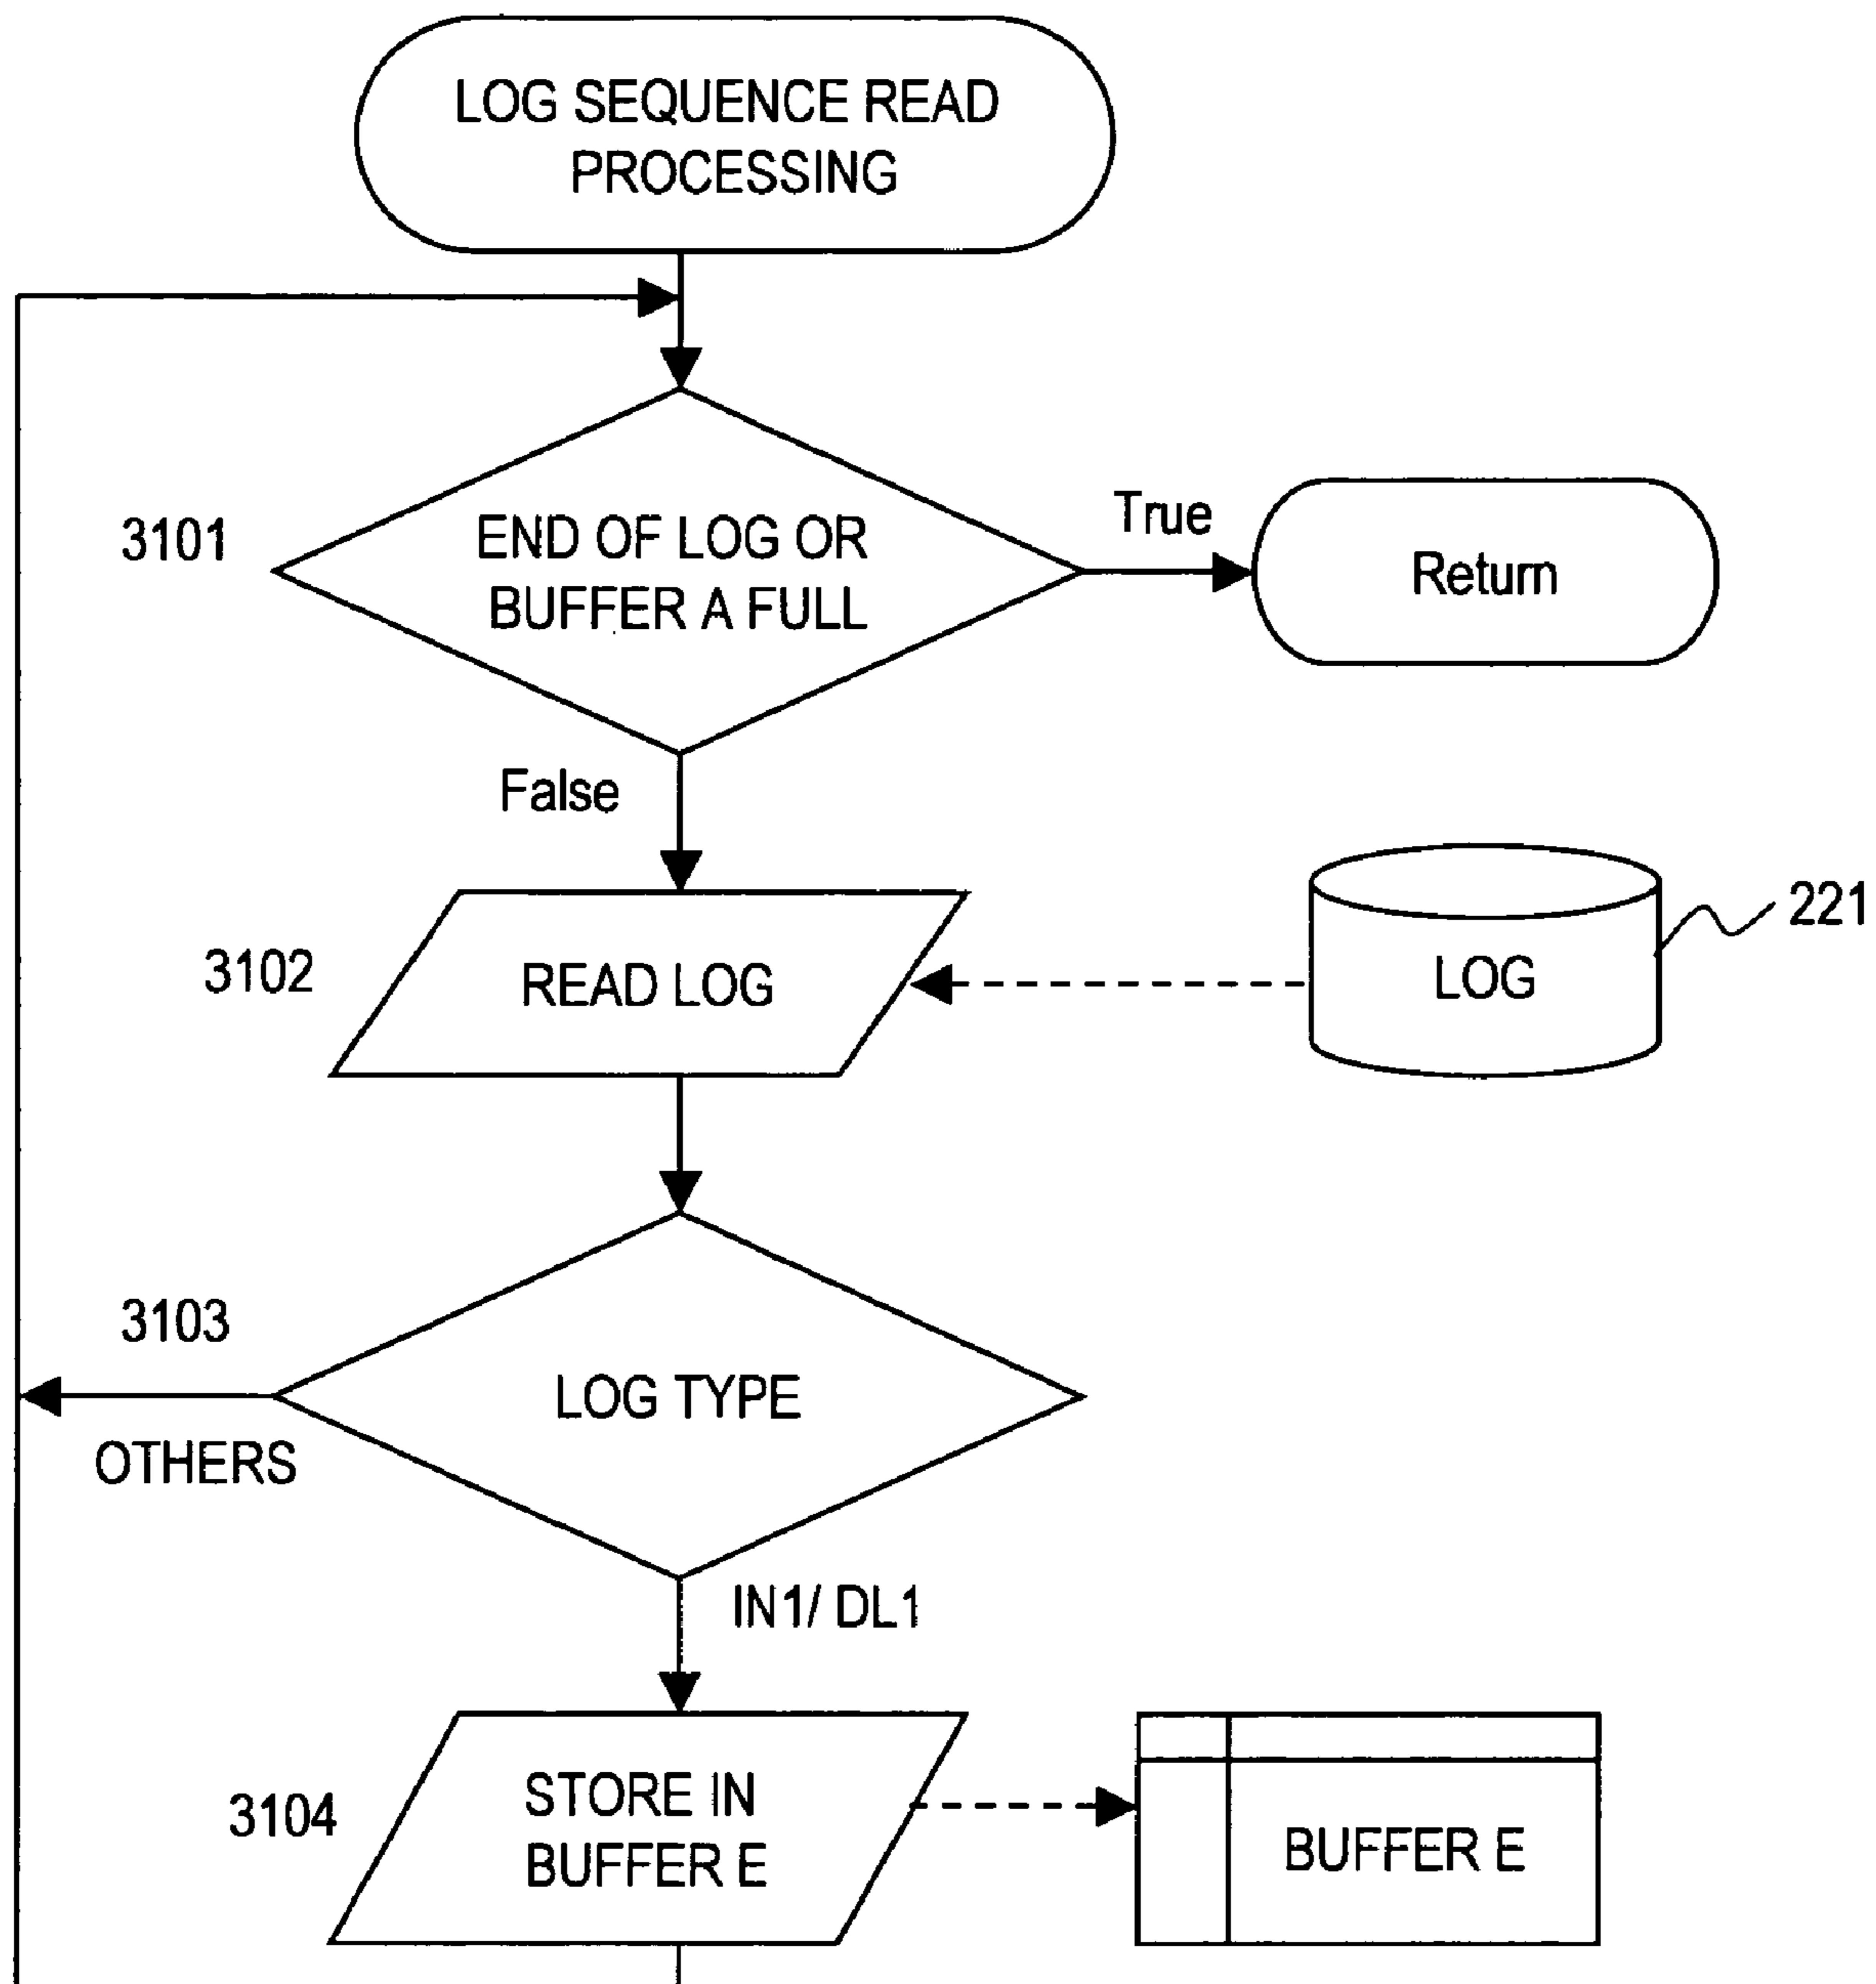 LOG SEQUENCE READ
PROCESSING
3101
END OF LOG OR
BUFFER A FULL
True
Return
False
3102
READ LOG
LOG
221
3103
LOG TYPE
OTHERS
IN1/ DL1
3104
STORE IN
BUFFER E
BUFFER E